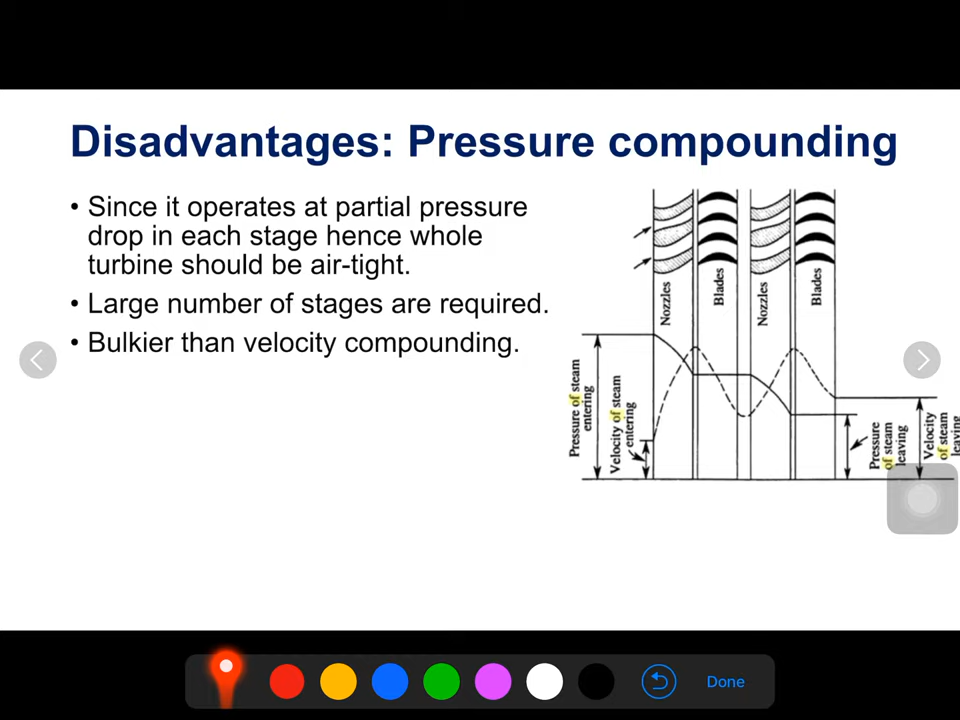 Disadvantages: Pressure compounding
• Since it operates at partial pressure
drop in each stage hence whole
turbine should be air-tight.
• Large number of stages are required.
• Bulkier than velocity compounding.
Nozzles
Blades
Nozzles
Blades
Pressure of steam
entering
Velocity of steam
entering
Pressure
of steam
leaving
Velocity
of steam
leaving
Done